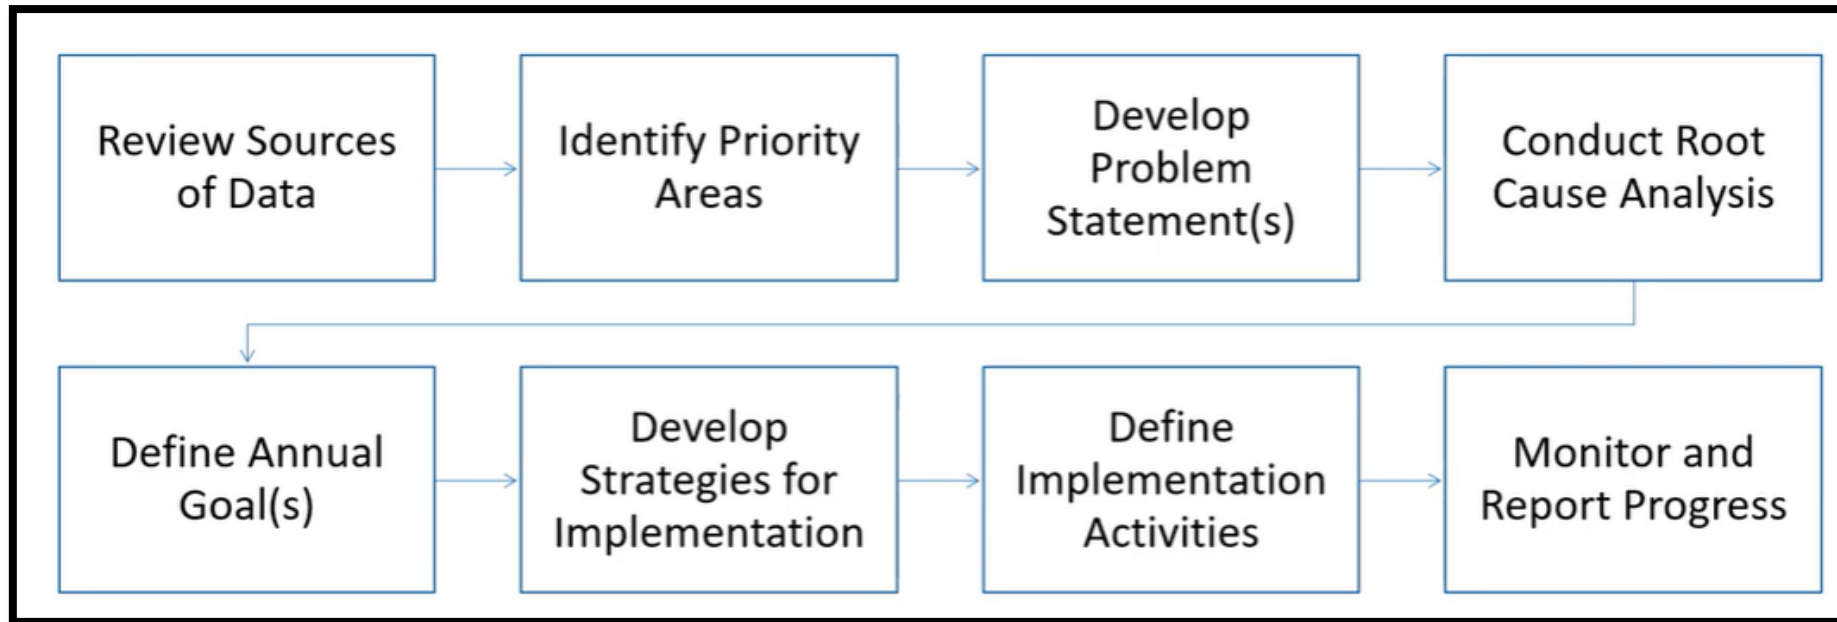 Review Sources
of Data
Identify Priority
Areas
Develop
Problem
Statement(s)
Conduct Root
Cause Analysis
Define Annual
Goal(s)
Develop
Strategies for
Implementation
Define
Implementation
Activities
Monitor and
Report Progress